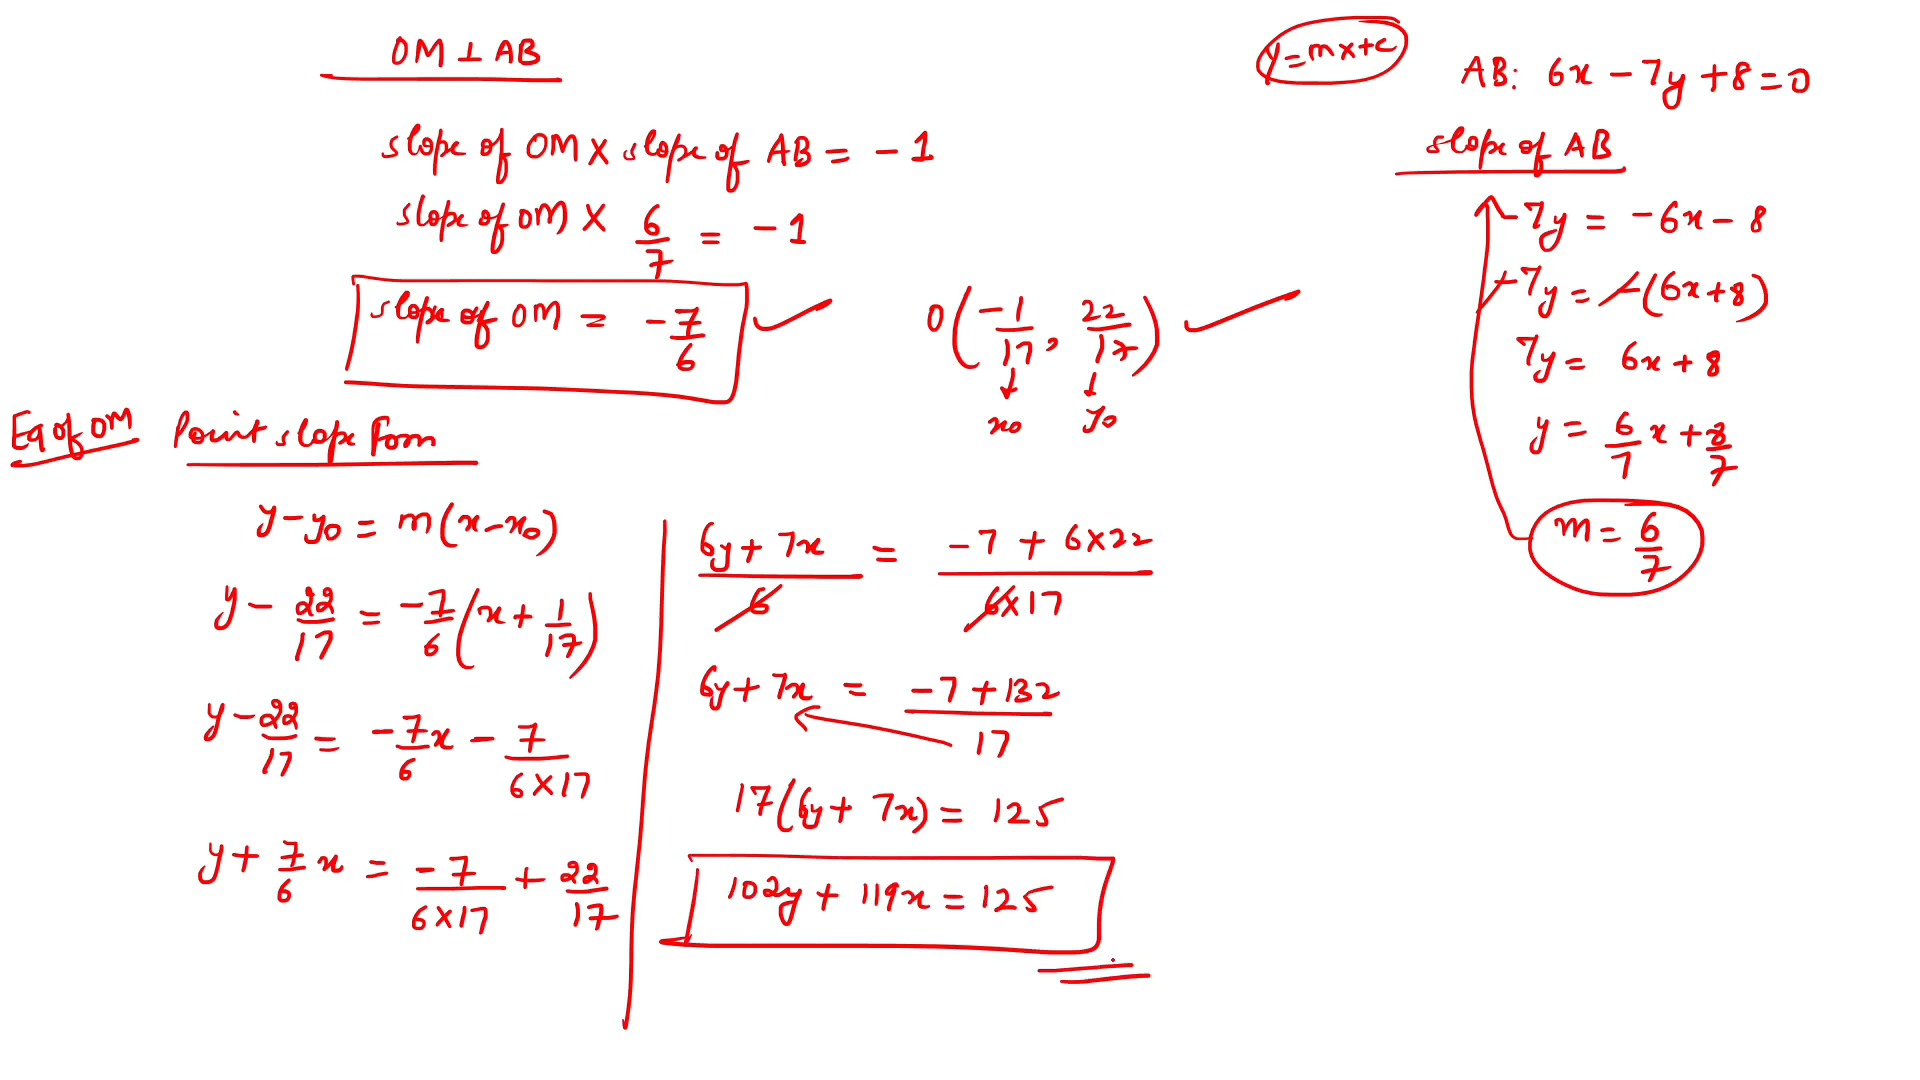 OM ⊥ AB
slope of OM × slope of AB = -1
slope of OM × 6/7 = -1
slope of OM = -7/6
O(-1/17, 22/17)
x₀ y₀
Eq of OM Point slope Form
y - y₀ = m(x - x₀)
y - 22/17 = -7/6(x + 1/17)
y - 22/17 = -7/6 x - 7/(6×17)
y + 7/6 x = -7/(6×17) + 22/17
(6y + 7x)/6 = (-7 + 6×22)/(6×17)
6y + 7x = (-7 + 132)/17
17(6y + 7x) = 125
102y + 119x = 125
y = mx + c
AB: 6x - 7y + 8 = 0
slope of AB
-7y = -6x - 8
-7y = -(6x + 8)
7y = 6x + 8
y = 6/7 x + 8/7
m = 6/7